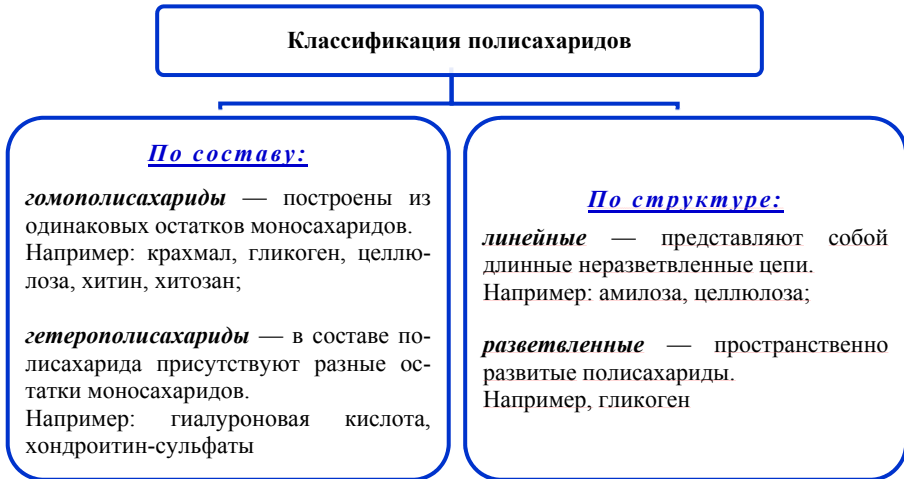 Классификация полисахаридов
По составу:
гомополисахариды — построены из
одинаковых остатков моносахаридов.
Например: крахмал, гликоген, целлю-
лоза, хитин, хитозан;
гетерополисахариды — в составе по-
лисахарида присутствуют разные ос-
татки моносахаридов.
Например: гиалуроновая кислота,
хондроитин-сульфаты
По структуре:
линейные — представляют собой
длинные неразветвленные цепи.
Например: амилоза, целлюлоза;
разветвленные — пространственно
развитые полисахариды.
Например, гликоген